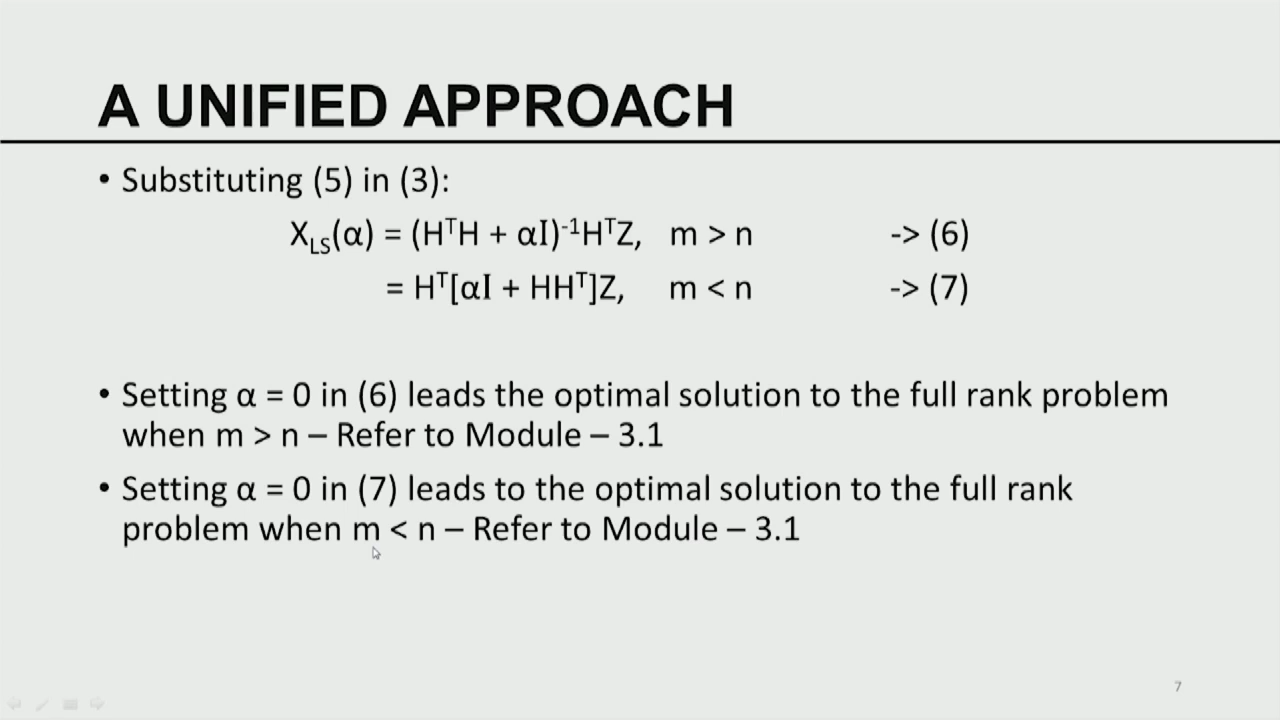 A UNIFIED APPROACH
• Substituting (5) in (3):
X_LS(α) = (HᵀH + αI)⁻¹HᵀZ, m > n -> (6)
= Hᵀ[αI + HHᵀ]Z, m < n -> (7)
• Setting α = 0 in (6) leads the optimal solution to the full rank problem
when m > n – Refer to Module – 3.1
• Setting α = 0 in (7) leads to the optimal solution to the full rank
problem when m < n – Refer to Module – 3.1
7